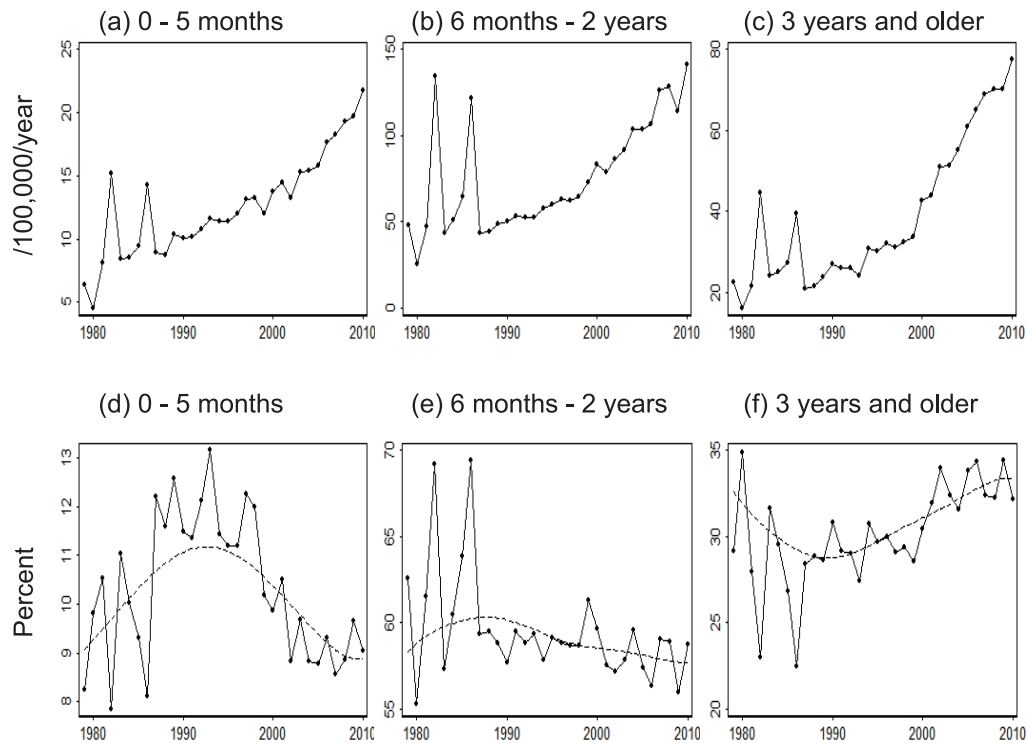 (a) 0 - 5 months
(b) 6 months - 2 years
(c) 3 years and older
/100,000/year
25
20
15
10
5
1980 1990 2000 2010
150
100
50
0
1980 1990 2000 2010
80
60
40
20
1980 1990 2000 2010
(d) 0 - 5 months
(e) 6 months - 2 years
(f) 3 years and older
Percent
13
12
11
10
9
8
1980 1990 2000 2010
70
65
60
55
1980 1990 2000 2010
35
30
25
20
1980 1990 2000 2010